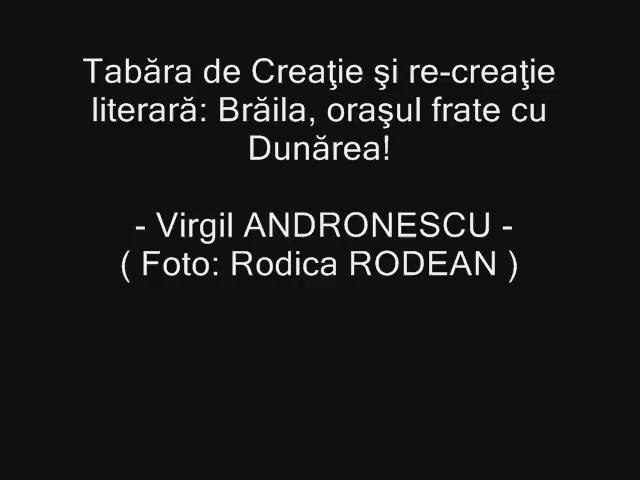 Tabăra de Creaţie şi re-creaţie
literară: Brăila, oraşul frate cu
Dunărea!
- Virgil ANDRONESCU -
( Foto: Rodica RODEAN )